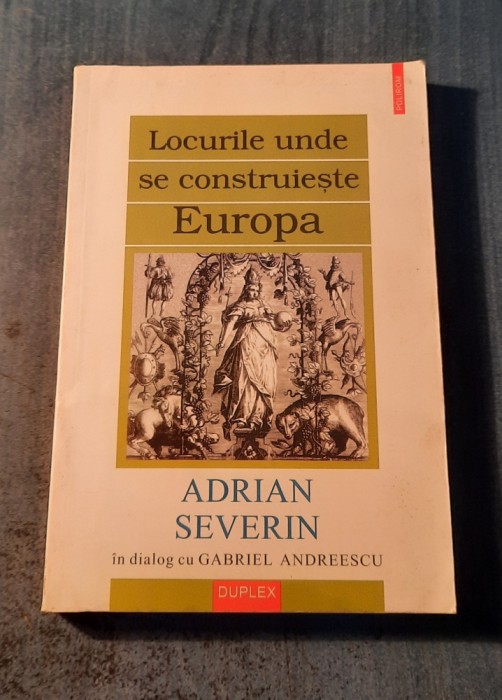 POLIROM
Locurile unde
se construiește
Europa
ADRIAN
SEVERIN
în dialog cu GABRIEL ANDREESCU
DUPLEX